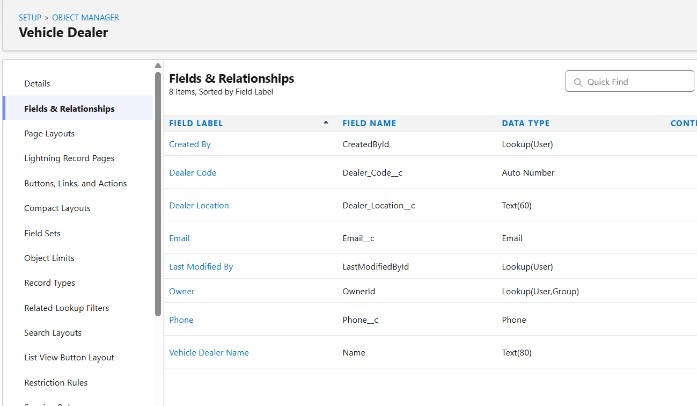 SETUP > OBJECT MANAGER
Vehicle Dealer
Details
Fields & Relationships
Page Layouts
Lightning Record Pages
Buttons, Links, and Actions
Compact Layouts
Field Sets
Object Limits
Record Types
Related Lookup Filters
Search Layouts
List View Button Layout
Restriction Rules
Fields & Relationships
8 Items, Sorted by Field Label
Quick Find
FIELD LABEL FIELD NAME DATA TYPE
Created By CreatedById Lookup(User)
Dealer Code Dealer_Code__c Auto Number
Dealer Location Dealer_Location__c Text(60)
Email Email__c Email
Last Modified By LastModifiedById Lookup(User)
Owner OwnerId Lookup(User,Group)
Phone Phone__c Phone
Vehicle Dealer Name Name Text(80)